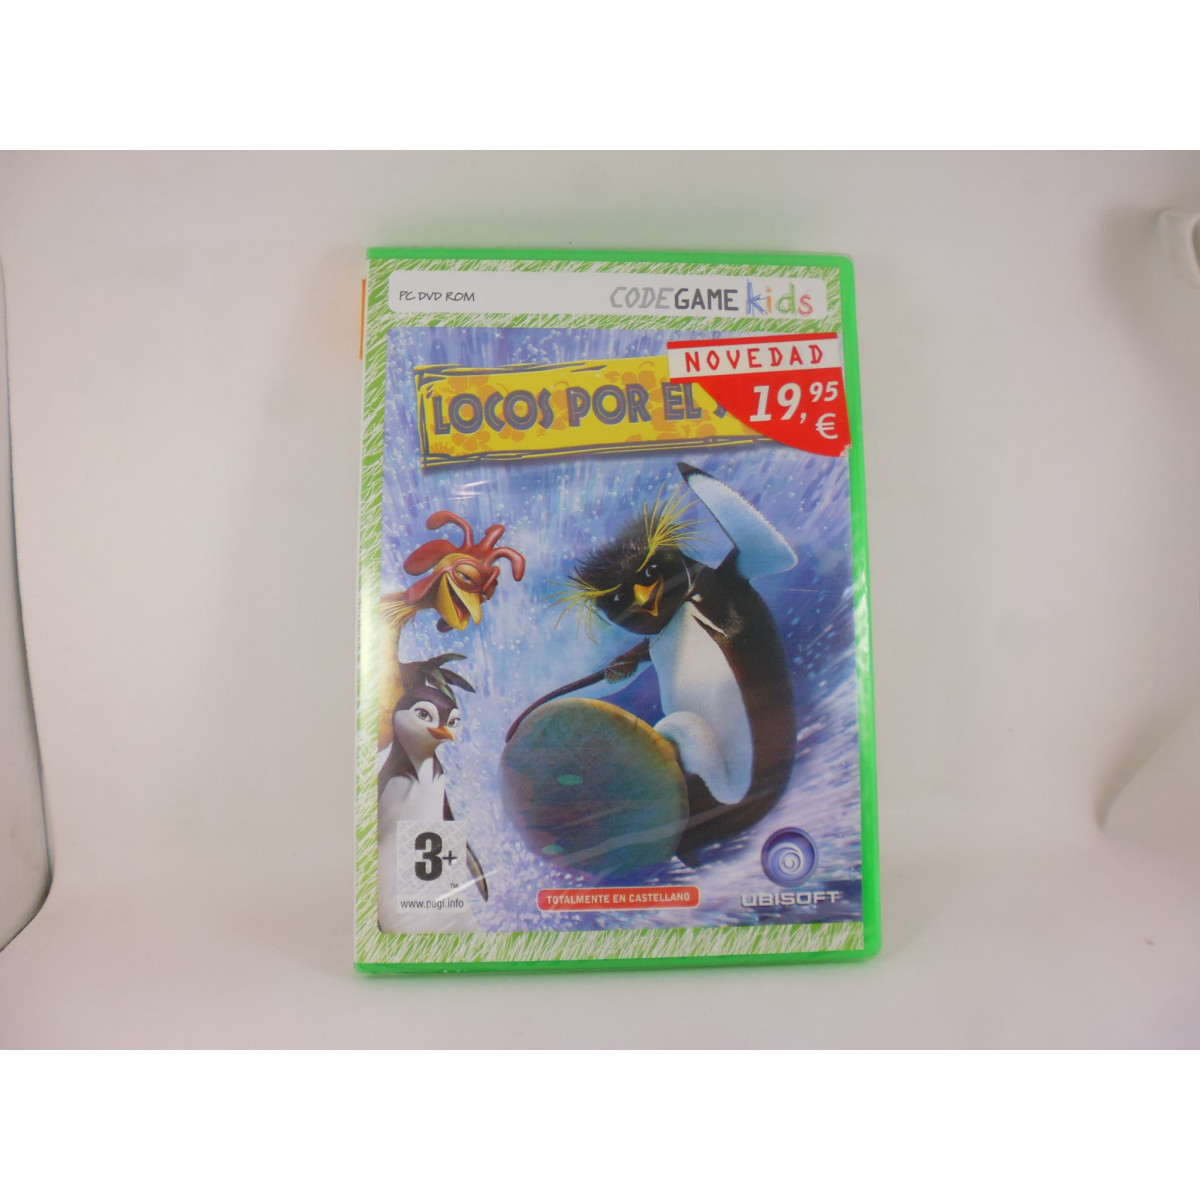 PC DVD ROM
CODEGAME kids
NOVEDAD
19,95 €
LOCOS POR EL S
3+
™
www.pegi.info
TOTALMENTE EN CASTELLANO
UBISOFT